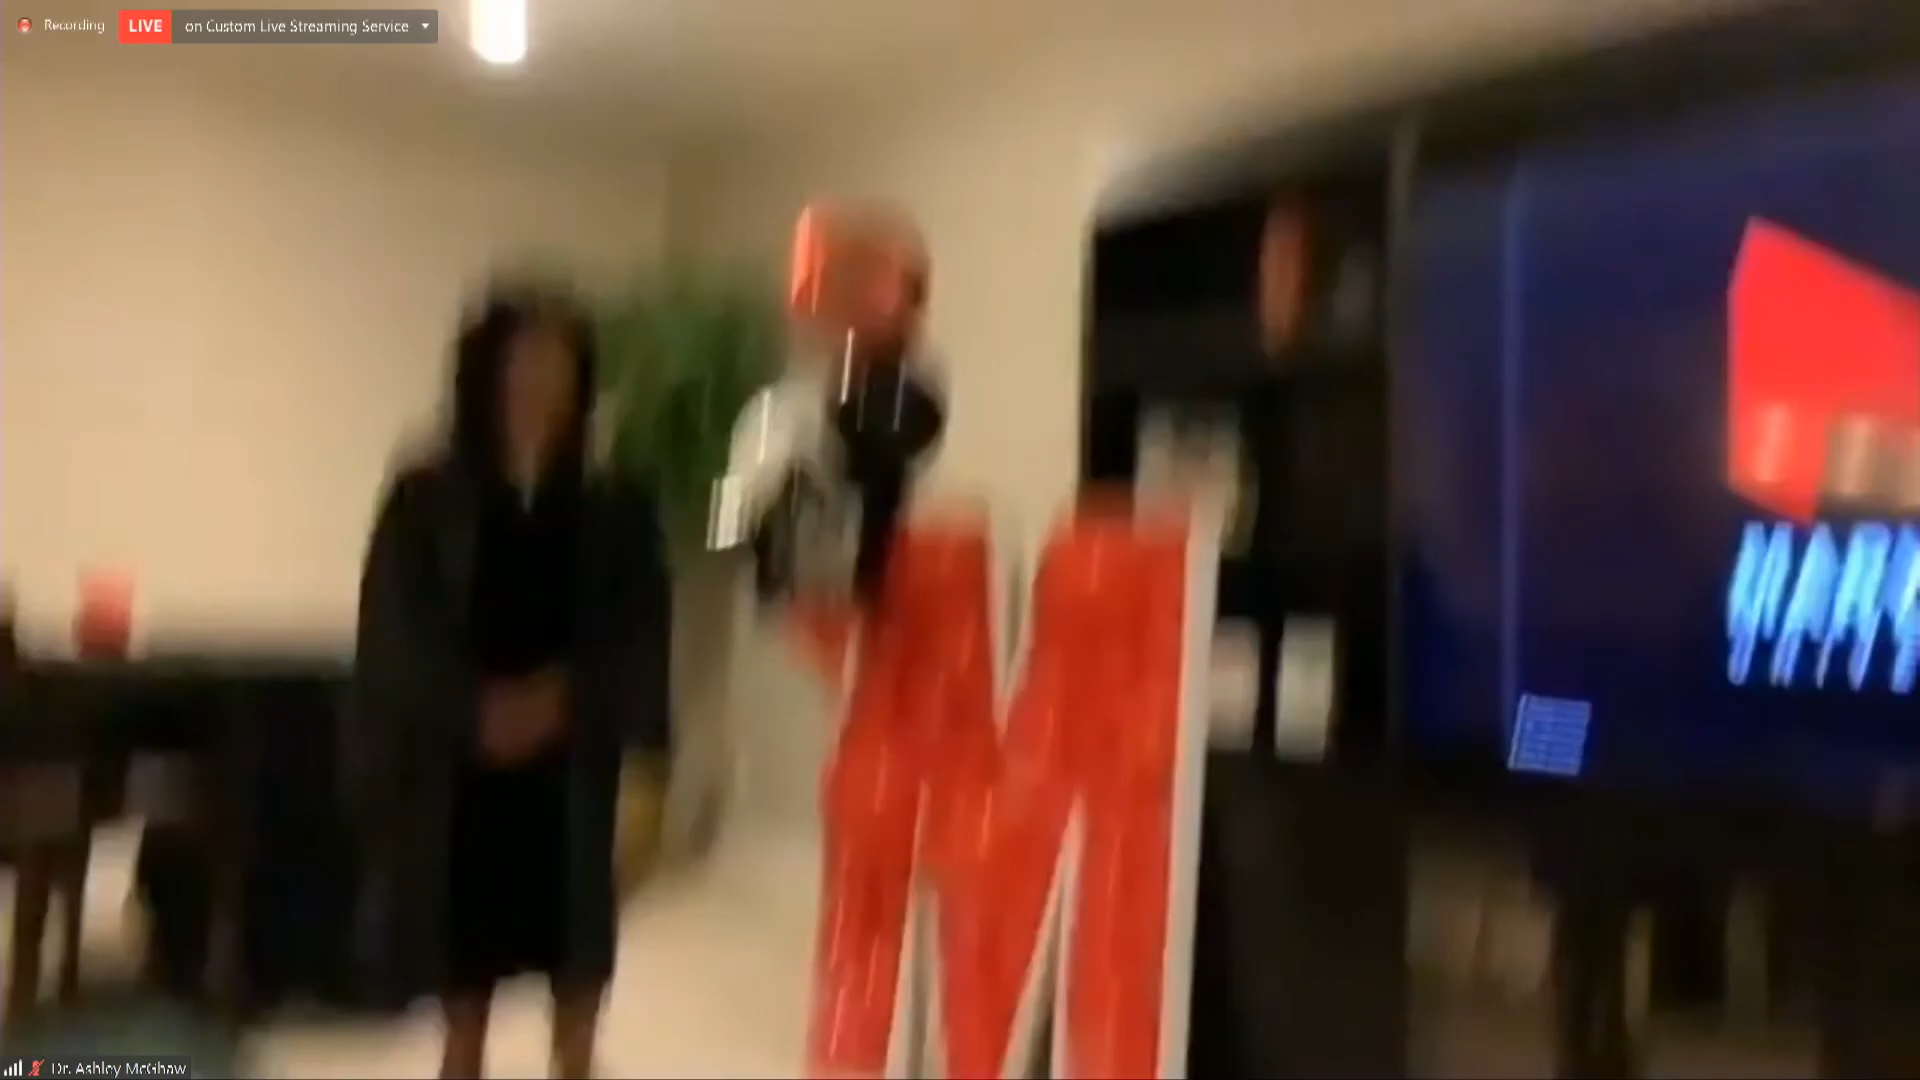 Recording
LIVE on Custom Live Streaming Service
M
Dr. Ashley McGhaw